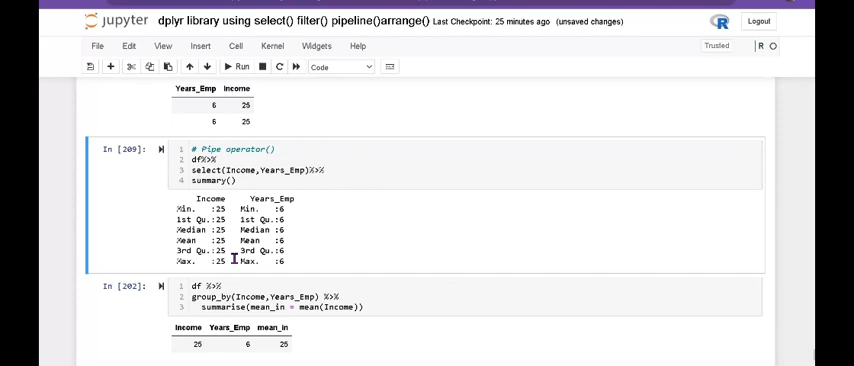 jupyter dplyr library using select() filter() pipeline()arrange() Last Checkpoint: 25 minutes ago (unsaved changes) R Logout
File Edit View Insert Cell Kernel Widgets Help Trusted R
Run Code
Years_Emp Income
6 25
6 25
In [209]: 1 # Pipe operator()
2 df%>%
3 select(Income,Years_Emp)%>%
4 summary()
Income Years_Emp
Min. :25 Min. :6
1st Qu.:25 1st Qu.:6
Median :25 Median :6
Mean :25 Mean :6
3rd Qu.:25 3rd Qu.:6
Max. :25 Max. :6
In [202]: 1 df %>%
2 group_by(Income,Years_Emp) %>%
3 summarise(mean_in = mean(Income))
Income Years_Emp mean_in
25 6 25